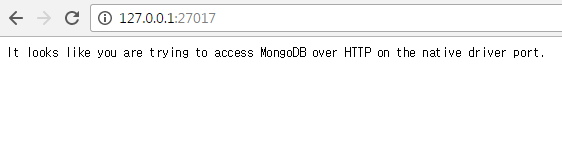 127.0.0.1:27017
It looks like you are trying to access MongoDB over HTTP on the native driver port.